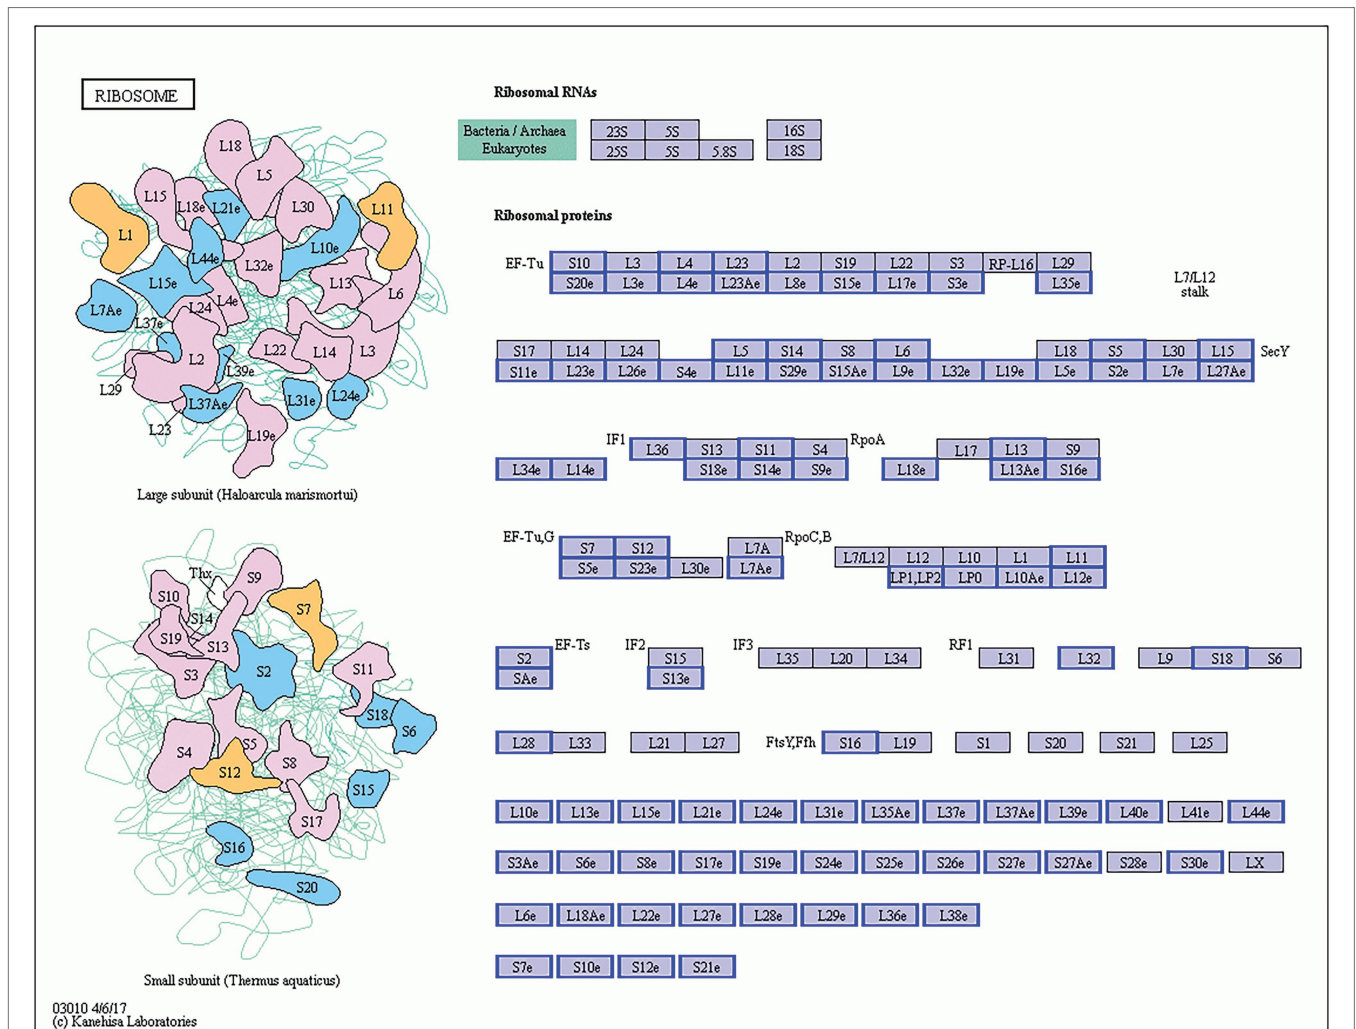 RIBOSOME
L18
L5
L15
L18e
L21e
L30
L11
L1
L10e
L44e
L32e
L15e
L13
L6
L7Ae
L24
L4e
L37e
L2
L22
L14
L3
L39e
L29
L37Ae
L31e
L24e
L23
L19e
Large subunit (Haloarcula marismortui)
Thx
S9
S10
S14
S7
S19
S13
S3
S2
S11
S18
S6
S4
S5
S12
S8
S15
S17
S16
S20
Small subunit (Thermus aquaticus)
03010 4/6/17
(c) Kanehisa Laboratories
Ribosomal RNAs
Bacteria / Archaea 23S 5S 16S
Eukaryotes 25S 5S 5.8S 18S
Ribosomal proteins
EF-Tu S10 L3 L4 L23 L2 S19 L22 S3 RP-L16 L29
S20e L3e L4e L23Ae L8e S15e L17e S3e L35e
L7/L12
stalk
S17 L14 L24 L5 S14 S8 L6 L18 S5 L30 L15 SecY
S11e L23e L26e S4e L11e S29e S15Ae L9e L32e L19e L5e S2e L7e L27Ae
IF1 L36 S13 S11 S4 RpoA L17 L13 S9
L34e L14e S18e S14e S9e L18e L13Ae S16e
EF-Tu,G S7 S12 L7A RpoC,B L7/L12 L12 L10 L1 L11
S5e S23e L30e L7Ae LP1,LP2 LP0 L10Ae L12e
S2 EF-Ts IF2 S15 IF3 L35 L20 L34 RF1 L31 L32 L9 S18 S6
SAe S13e
L28 L33 L21 L27 FtsY,Ffh S16 L19 S1 S20 S21 L25
L10e L13e L15e L21e L24e L31e L35Ae L37e L37Ae L39e L40e L41e L44e
S3Ae S6e S8e S17e S19e S24e S25e S26e S27e S27Ae S28e S30e LX
L6e L18Ae L22e L27e L28e L29e L36e L38e
S7e S10e S12e S21e